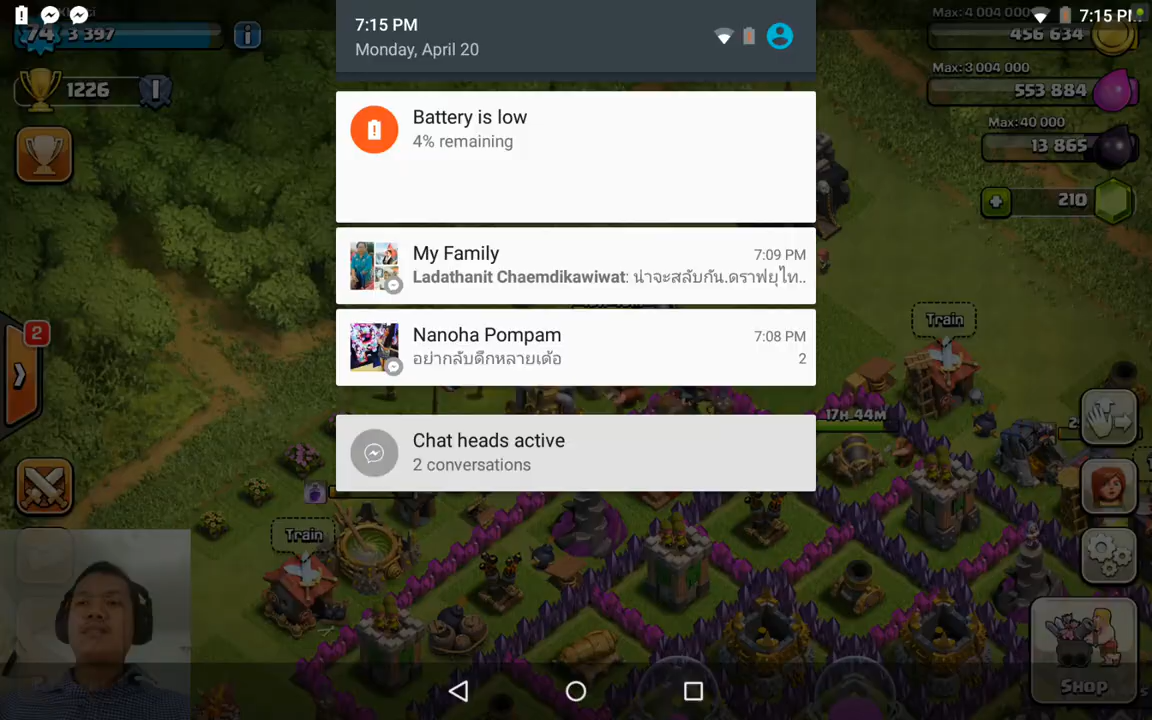 7:15 PM
74 3 397
1226
7:15 PM
Monday, April 20
Max: 4 000 000
456 634
Max: 3 004 000
553 884
Max: 40 000
13 865
210
Battery is low
4% remaining
My Family 7:09 PM
Ladathanit Chaemdikawiwat: น่าจะสลับกัน.ดราฟยุไท..
Nanoha Pompam 7:08 PM
อย่ากลับดึกหลายเด้อ 2
Chat heads active
2 conversations
2
Train
17h 44m
Train
Shop